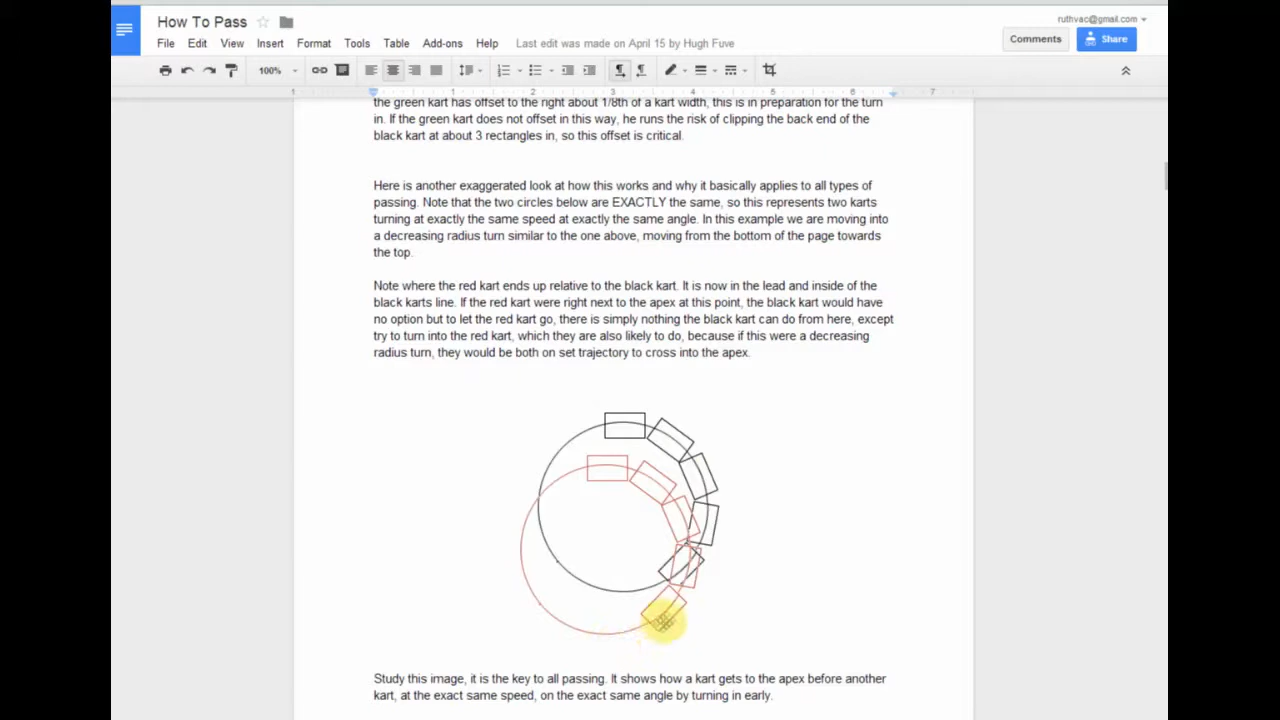 How To Pass
ruthvac@gmail.com
File Edit View Insert Format Tools Table Add-ons Help Last edit was made on April 15 by Hugh Fuve
Comments Share
100%
1 1 2 3 4 5 6 7
the green kart has offset to the right about 1/8th of a kart width, this is in preparation for the turn
in. If the green kart does not offset in this way, he runs the risk of clipping the back end of the
black kart at about 3 rectangles in, so this offset is critical.
Here is another exaggerated look at how this works and why it basically applies to all types of
passing. Note that the two circles below are EXACTLY the same, so this represents two karts
turning at exactly the same speed at exactly the same angle. In this example we are moving into
a decreasing radius turn similar to the one above, moving from the bottom of the page towards
the top.
Note where the red kart ends up relative to the black kart. It is now in the lead and inside of the
black karts line. If the red kart were right next to the apex at this point, the black kart would have
no option but to let the red kart go, there is simply nothing the black kart can do from here, except
try to turn into the red kart, which they are also likely to do, because if this were a decreasing
radius turn, they would be both on set trajectory to cross into the apex.
Study this image, it is the key to all passing. It shows how a kart gets to the apex before another
kart, at the exact same speed, on the exact same angle by turning in early.